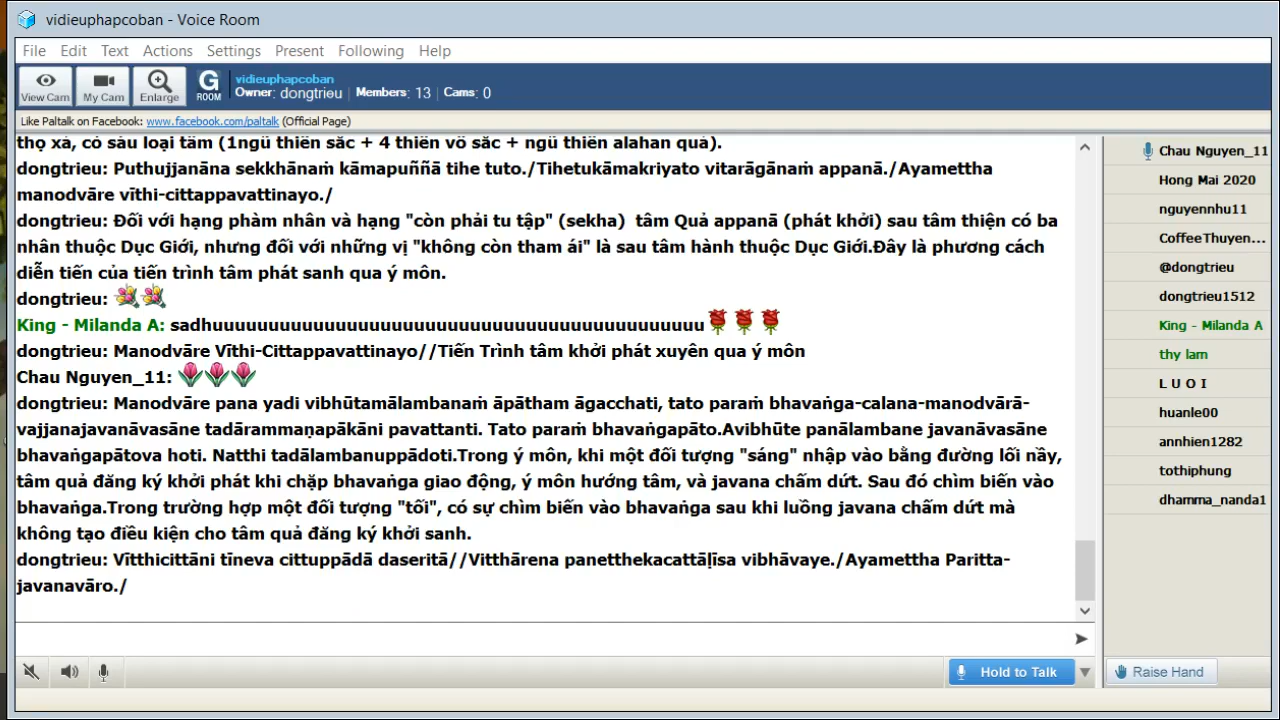 vidieuphapcoban - Voice Room
File Edit Text Actions Settings Present Following Help
View Cam My Cam Enlarge G ROOM
vidieuphapcoban
Owner: dongtrieu | Members: 13 | Cams: 0
Like Paltalk on Facebook: www.facebook.com/paltalk (Official Page)
thọ xả, có sáu loại tâm (1ngũ thiền sắc + 4 thiền vô sắc + ngũ thiền alahan quả).
dongtrieu: Puthujjanāna sekkhānaṁ kāmapuññā tihe tuto./Tihetukāmakriyato vitarāgānaṁ appanā./Ayamettha
manodvāre vīthi-cittappavattinayo./
dongtrieu: Đối với hạng phàm nhân và hạng "còn phải tu tập" (sekha) tâm Quả appanā (phát khởi) sau tâm thiện có ba
nhân thuộc Dục Giới, nhưng đối với những vị "không còn tham ái" là sau tâm hành thuộc Dục Giới.Đây là phương cách
diễn tiến của tiến trình tâm phát sanh qua ý môn.
dongtrieu:
King - Milanda A: sadhuuuuuuuuuuuuuuuuuuuuuuuuuuuuuuuuuuuuuuuuuuuu
dongtrieu: Manodvāre Vīthi-Cittappavattinayo//Tiến Trình tâm khởi phát xuyên qua ý môn
Chau Nguyen_11:
dongtrieu: Manodvāre pana yadi vibhūtamālambanaṁ āpātham āgacchati, tato paraṁ bhavaṅga-calana-manodvārā-
vajjanajavanāvasāne tadārammaṇapākāni pavattanti. Tato paraṁ bhavaṅgapāto.Avibhūte panālambane javanāvasāne
bhavaṅgapātova hoti. Natthi tadālambanuppādoti.Trong ý môn, khi một đối tượng "sáng" nhập vào bằng đường lối nầy,
tâm quả đăng ký khởi phát khi chặp bhavaṅga giao động, ý môn hướng tâm, và javana chấm dứt. Sau đó chìm biến vào
bhavaṅga.Trong trường hợp một đối tượng "tối", có sự chìm biến vào bhavaṅga sau khi luồng javana chấm dứt mà
không tạo điều kiện cho tâm quả đăng ký khởi sanh.
dongtrieu: Vītthicittāni tīneva cittuppādā daseritā//Vitthārena panetthekacattāḷīsa vibhāvaye./Ayamettha Paritta-
javanavāro./
Chau Nguyen_11
Hong Mai 2020
nguyennhu11
CoffeeThuyen...
@dongtrieu
dongtrieu1512
King - Milanda A
thy lam
L U O I
huanle00
annhien1282
tothiphung
dhamma_nanda1
Hold to Talk
Raise Hand